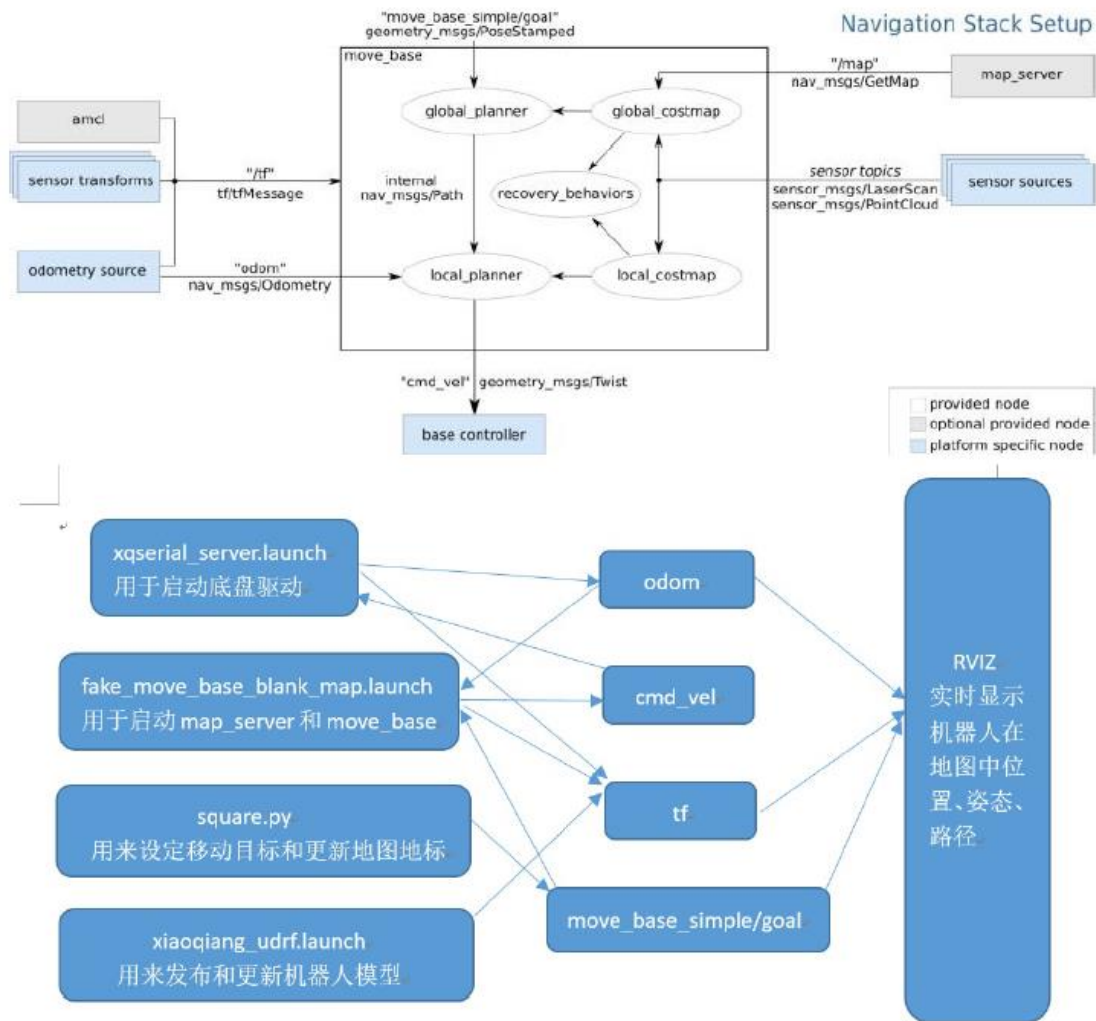 Navigation Stack Setup
"move_base_simple/goal"
geometry_msgs/PoseStamped
move_base
"/map"
nav_msgs/GetMap
map_server
global_planner
global_costmap
amcl
sensor transforms
"/tf"
tf/tfMessage
internal
nav_msgs/Path
recovery_behaviors
sensor topics
sensor_msgs/LaserScan
sensor_msgs/PointCloud
sensor sources
odometry source
"odom"
nav_msgs/Odometry
local_planner
local_costmap
"cmd_vel" geometry_msgs/Twist
base controller
provided node
optional provided node
platform specific node
xqserial_server.launch
用于启动底盘驱动
odom
fake_move_base_blank_map.launch
用于启动 map_server 和 move_base
cmd_vel
square.py
用来设定移动目标和更新地图地标
tf
xiaoqiang_udrf.launch
用来发布和更新机器人模型
move_base_simple/goal
RVIZ
实时显示
机器人在
地图中位
置、姿态、
路径